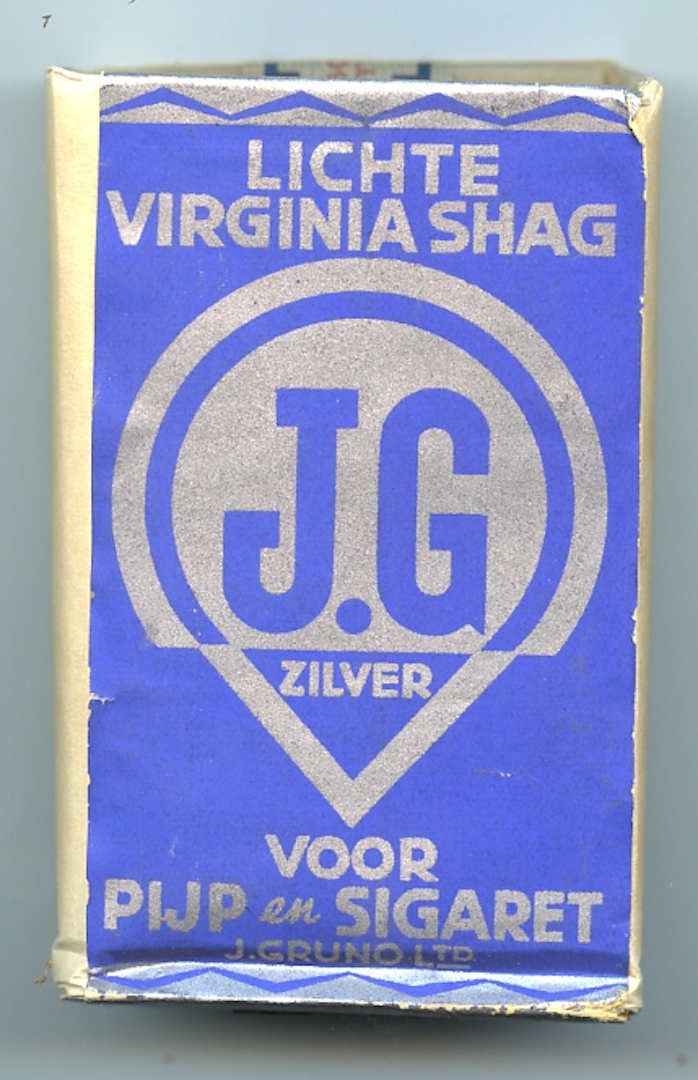 LICHTE
VIRGINIA SHAG
J.G
ZILVER
VOOR
PIJP en SIGARET
J.GRUNO LTD